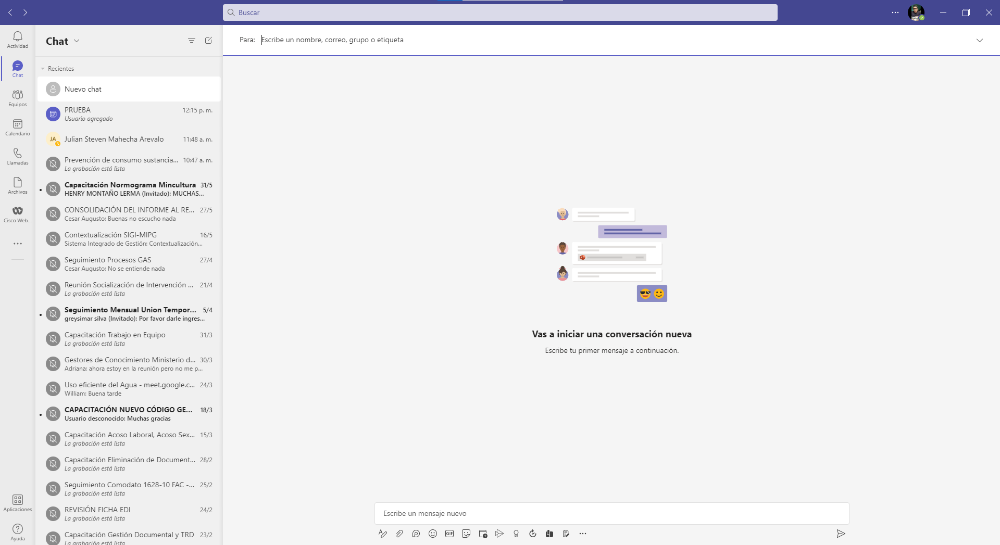 Buscar
Actividad
Chat
Equipos
Calendario
Llamadas
Archivos
Cisco Web...
Aplicaciones
Ayuda
Chat
Recientes
Nuevo chat
PRUEBA 12:15 p. m.
Usuario agregado
JA Julian Steven Mahecha Arevalo 11:48 a. m.
Prevención de consumo sustancia... 10:47 a. m.
La grabación está lista
Capacitación Normograma Mincultura 31/5
HENRY MONTAÑO LERMA (Invitado): MUCHAS...
CONSOLIDACIÓN DEL INFORME AL RE... 27/5
Cesar Augusto: Buenas no escucho nada
Contextualización SIGI-MIPG 16/5
Sistema Integrado de Gestión: Contextualización...
Seguimiento Procesos GAS 27/4
Cesar Augusto: No se entiende nada
Reunión Socialización de Intervención ... 21/4
La grabación está lista
Seguimiento Mensual Union Tempor... 5/4
greysimar silva (Invitado): Por favor darle ingres...
Capacitación Trabajo en Equipo 31/3
La grabación está lista
Gestores de Conocimiento Ministerio d... 30/3
Adriana: ahora estoy en la reunión pero no me p...
Uso eficiente del Agua - meet.google.c... 24/3
William: Buena tarde
CAPACITACIÓN NUEVO CÓDIGO GE... 18/3
Usuario desconocido: Muchas gracias
Capacitación Acoso Laboral, Acoso Sex... 15/3
La grabación está lista
Capacitación Eliminación de Document... 28/2
La grabación está lista
Seguimiento Comodato 1628-10 FAC -... 25/2
La grabación está lista
REVISIÓN FICHA EDI 24/2
La grabación está lista
Capacitación Gestión Documental y TRD 23/2
La grabación está lista
Para: Escribe un nombre, correo, grupo o etiqueta
Vas a iniciar una conversación nueva
Escribe tu primer mensaje a continuación.
Escribe un mensaje nuevo
GIF